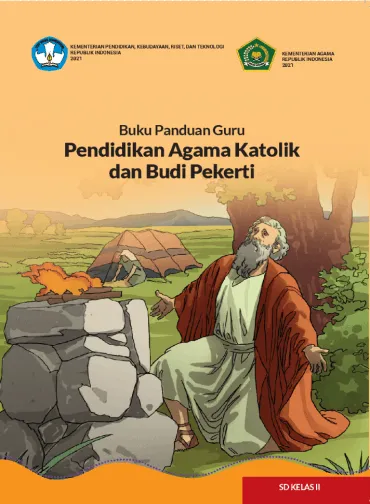 KEMENTERIAN PENDIDIKAN, KEBUDAYAAN, RISET, DAN TEKNOLOGI
REPUBLIK INDONESIA
2021
KEMENTERIAN AGAMA
REPUBLIK INDONESIA
2021
Buku Panduan Guru
Pendidikan Agama Katolik
dan Budi Pekerti
SD KELAS II